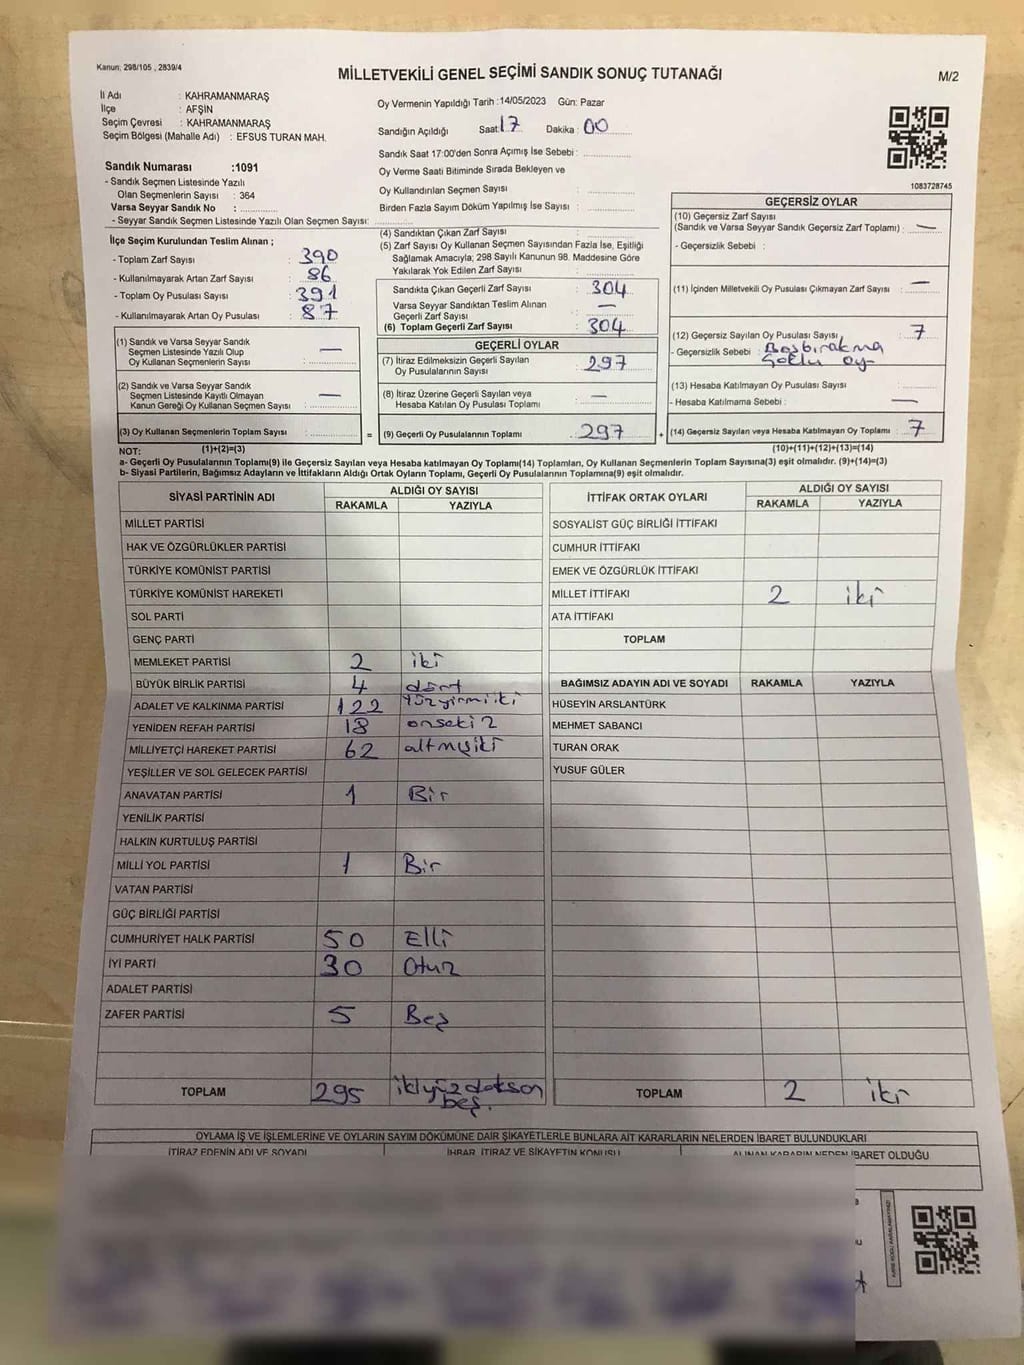 Kanun; 298/105 , 2839/4
MİLLETVEKİLİ GENEL SEÇİMİ SANDIK SONUÇ TUTANAĞI
M/2
İl Adı : KAHRAMANMARAŞ
İlçe : AFŞİN
Seçim Çevresi : KAHRAMANMARAŞ
Seçim Bölgesi (Mahalle Adı) : EFSUS TURAN MAH.
Oy Vermenin Yapıldığı Tarih :14/05/2023 Gün: Pazar
Sandığın Açıldığı Saat 17 Dakika : 00
Sandık Saat 17:00'den Sonra Açımış İse Sebebi :
Oy Verme Saati Bitiminde Sırada Bekleyen ve
Oy Kullandırılan Seçmen Sayısı :
Birden Fazla Sayım Döküm Yapılmış İse Sayısı :
1083728745
Sandık Numarası :1091
- Sandık Seçmen Listesinde Yazılı
Olan Seçmenlerin Sayısı : 364
Varsa Seyyar Sandık No :
- Seyyar Sandık Seçmen Listesinde Yazılı Olan Seçmen Sayısı:
İlçe Seçim Kurulundan Teslim Alınan ;
- Toplam Zarf Sayısı : 390
- Kullanılmayarak Artan Zarf Sayısı : 86
- Toplam Oy Pusulası Sayısı : 391
- Kullanılmayarak Artan Oy Pusulası : 87
(1) Sandık ve Varsa Seyyar Sandık
Seçmen Listesinde Yazılı Olup
Oy Kullanan Seçmenlerin Sayısı : —
(2) Sandık ve Varsa Seyyar Sandık
Seçmen Listesinde Kayıtlı Olmayan
Kanun Gereği Oy Kullanan Seçmen Sayısı : —
(3) Oy Kullanan Seçmenlerin Toplam Sayısı :
(4) Sandıktan Çıkan Zarf Sayısı :
(5) Zarf Sayısı Oy Kullanan Seçmen Sayısından Fazla İse, Eşitliği
Sağlamak Amacıyla; 298 Sayılı Kanunun 98. Maddesine Göre
Yakılarak Yok Edilen Zarf Sayısı :
Sandıkta Çıkan Geçerli Zarf Sayısı : 304
Varsa Seyyar Sandıktan Teslim Alınan
Geçerli Zarf Sayısı : —
(6) Toplam Geçerli Zarf Sayısı : 304
GEÇERLİ OYLAR
(7) İtiraz Edilmeksizin Geçerli Sayılan
Oy Pusulalarının Sayısı : 297
(8) İtiraz Üzerine Geçerli Sayılan veya
Hesaba Katılan Oy Pusulası Toplamı : —
= (9) Geçerli Oy Pusulalarının Toplamı : 297
GEÇERSİZ OYLAR
(10) Geçersiz Zarf Sayısı
(Sandık ve Varsa Seyyar Sandık Geçersiz Zarf Toplamı) : —
- Geçersizlik Sebebi :
(11) İçinden Milletvekili Oy Pusulası Çıkmayan Zarf Sayısı : —
(12) Geçersiz Sayılan Oy Pusulası Sayısı : 7
- Geçersizlik Sebebi : Boş bırakma
Çoklu oy
(13) Hesaba Katılmayan Oy Pusulası Sayısı :
- Hesaba Katılmama Sebebi : —
+ (14) Geçersiz Sayılan veya Hesaba Katılmayan Oy Toplamı : 7
NOT: (1)+(2)=(3) (10)+(11)+(12)+(13)=(14)
a- Geçerli Oy Pusulalarının Toplamı(9) ile Geçersiz Sayılan veya Hesaba katılmayan Oy Toplamı(14) Toplamları, Oy Kullanan Seçmenlerin Toplam Sayısına(3) eşit olmalıdır. (9)+(14)=(3)
b- Siyasi Partilerin, Bağımsız Adayların ve İttifakların Aldığı Ortak Oyların Toplamı, Geçerli Oy Pusulalarının Toplamına(9) eşit olmalıdır.
SİYASİ PARTİNİN ADI ALDIĞI OY SAYISI
RAKAMLA YAZIYLA
MİLLET PARTİSİ
HAK VE ÖZGÜRLÜKLER PARTİSİ
TÜRKİYE KOMÜNİST PARTİSİ
TÜRKİYE KOMÜNİST HAREKETİ
SOL PARTİ
GENÇ PARTİ
MEMLEKET PARTİSİ 2 iki
BÜYÜK BİRLİK PARTİSİ 4 dört
ADALET VE KALKINMA PARTİSİ 122 Yüzyirmiiki
YENİDEN REFAH PARTİSİ 18 onsekiz
MİLLİYETÇİ HAREKET PARTİSİ 62 altmışiki
YEŞİLLER VE SOL GELECEK PARTİSİ
ANAVATAN PARTİSİ 1 Bir
YENİLİK PARTİSİ
HALKIN KURTULUŞ PARTİSİ
MİLLİ YOL PARTİSİ 1 Bir
VATAN PARTİSİ
GÜÇ BİRLİĞİ PARTİSİ
CUMHURİYET HALK PARTİSİ 50 Elli
İYİ PARTİ 30 Otuz
ADALET PARTİSİ
ZAFER PARTİSİ 5 Beş
TOPLAM 295 ikiyüzdoksan
beş.
İTTİFAK ORTAK OYLARI ALDIĞI OY SAYISI
RAKAMLA YAZIYLA
SOSYALİST GÜÇ BİRLİĞİ İTTİFAKI
CUMHUR İTTİFAKI
EMEK VE ÖZGÜRLÜK İTTİFAKI
MİLLET İTTİFAKI 2 iki
ATA İTTİFAKI
TOPLAM
BAĞIMSIZ ADAYIN ADI VE SOYADI RAKAMLA YAZIYLA
HÜSEYİN ARSLANTÜRK
MEHMET SABANCI
TURAN ORAK
YUSUF GÜLER
TOPLAM 2 iki
OYLAMA İŞ VE İŞLEMLERİNE VE OYLARIN SAYIM DÖKÜMÜNE DAİR ŞİKAYETLERLE BUNLARA AİT KARARLARIN NELERDEN İBARET BULUNDUKLARI
İTİRAZ EDENİN ADI VE SOYADI İHBAR, İTİRAZ VE ŞİKAYETİN KONUSU ALINAN KARARIN NEDEN İBARET OLDUĞU